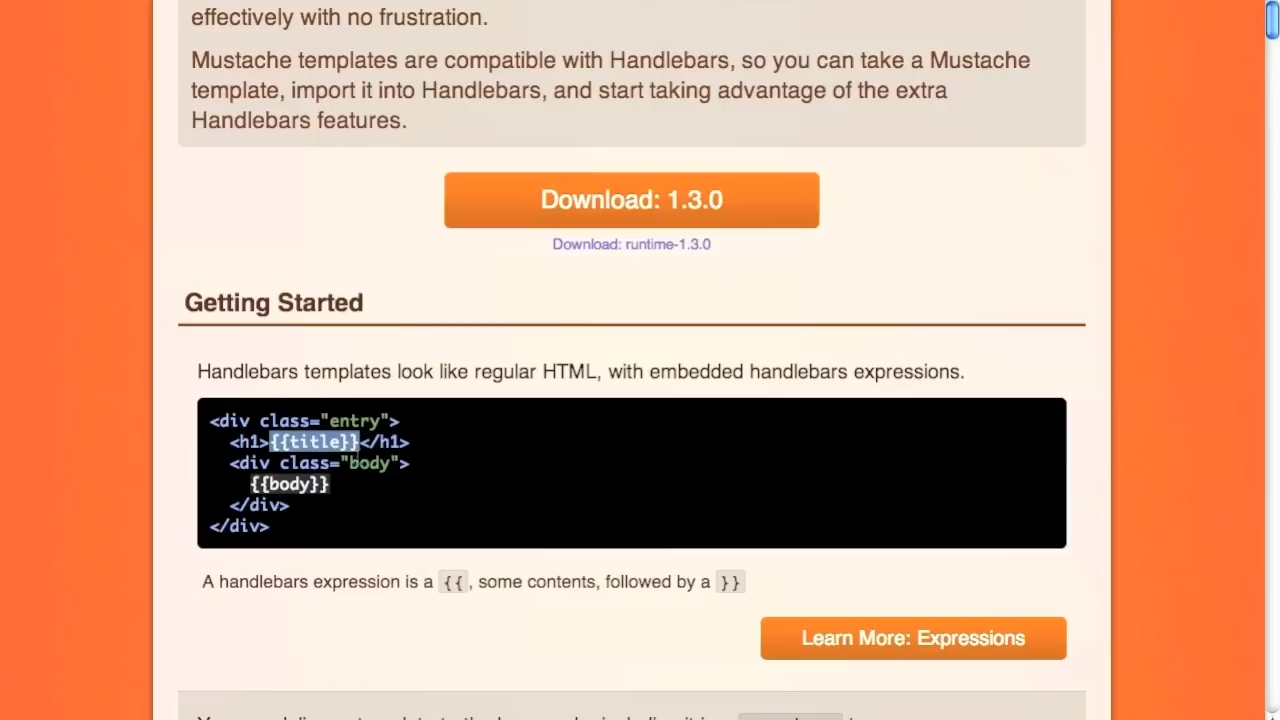 effectively with no frustration.
Mustache templates are compatible with Handlebars, so you can take a Mustache
template, import it into Handlebars, and start taking advantage of the extra
Handlebars features.
Download: 1.3.0
Download: runtime-1.3.0
Getting Started
Handlebars templates look like regular HTML, with embedded handlebars expressions.
<div class="entry">
<h1>{{title}}</h1>
<div class="body">
{{body}}
</div>
</div>
A handlebars expression is a {{, some contents, followed by a }}
Learn More: Expressions